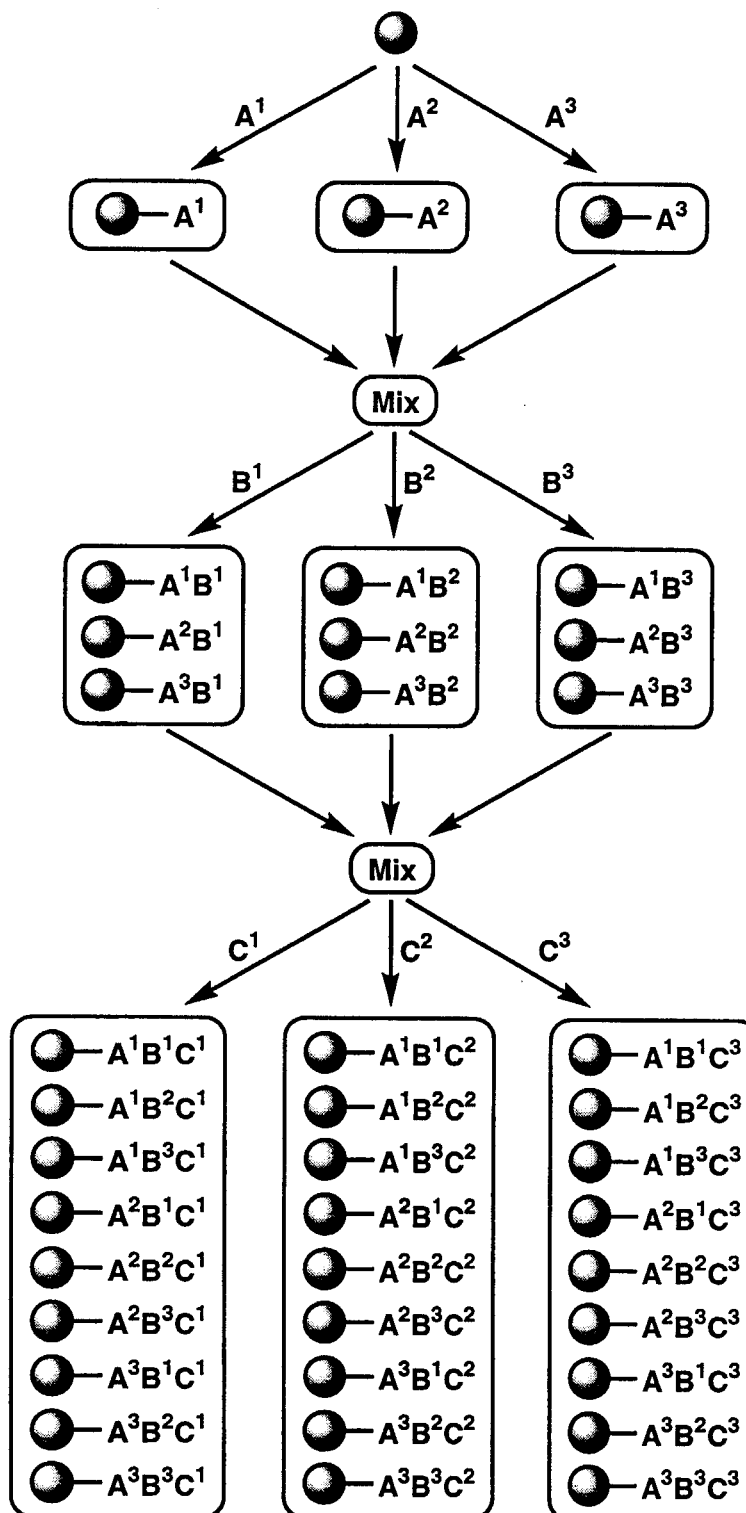 A¹ A² A³
A¹ A² A³
Mix
B¹ B² B³
A¹B¹ A¹B² A¹B³
A²B¹ A²B² A²B³
A³B¹ A³B² A³B³
Mix
C¹ C² C³
A¹B¹C¹ A¹B¹C² A¹B¹C³
A¹B²C¹ A¹B²C² A¹B²C³
A¹B³C¹ A¹B³C² A¹B³C³
A²B¹C¹ A²B¹C² A²B¹C³
A²B²C¹ A²B²C² A²B²C³
A²B³C¹ A²B³C² A²B³C³
A³B¹C¹ A³B¹C² A³B¹C³
A³B²C¹ A³B²C² A³B²C³
A³B³C¹ A³B³C² A³B³C³